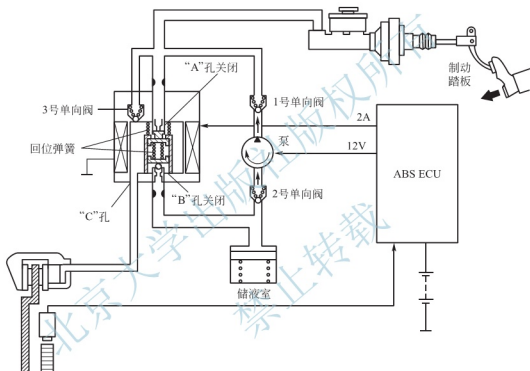 “A”孔关闭
3号单向阀
1号单向阀
制动
踏板
2A
回位弹簧
泵
12V
ABS ECU
“B”孔关闭
2号单向阀
“C”孔
储液室
北京大学出版社版权所有
禁止转载